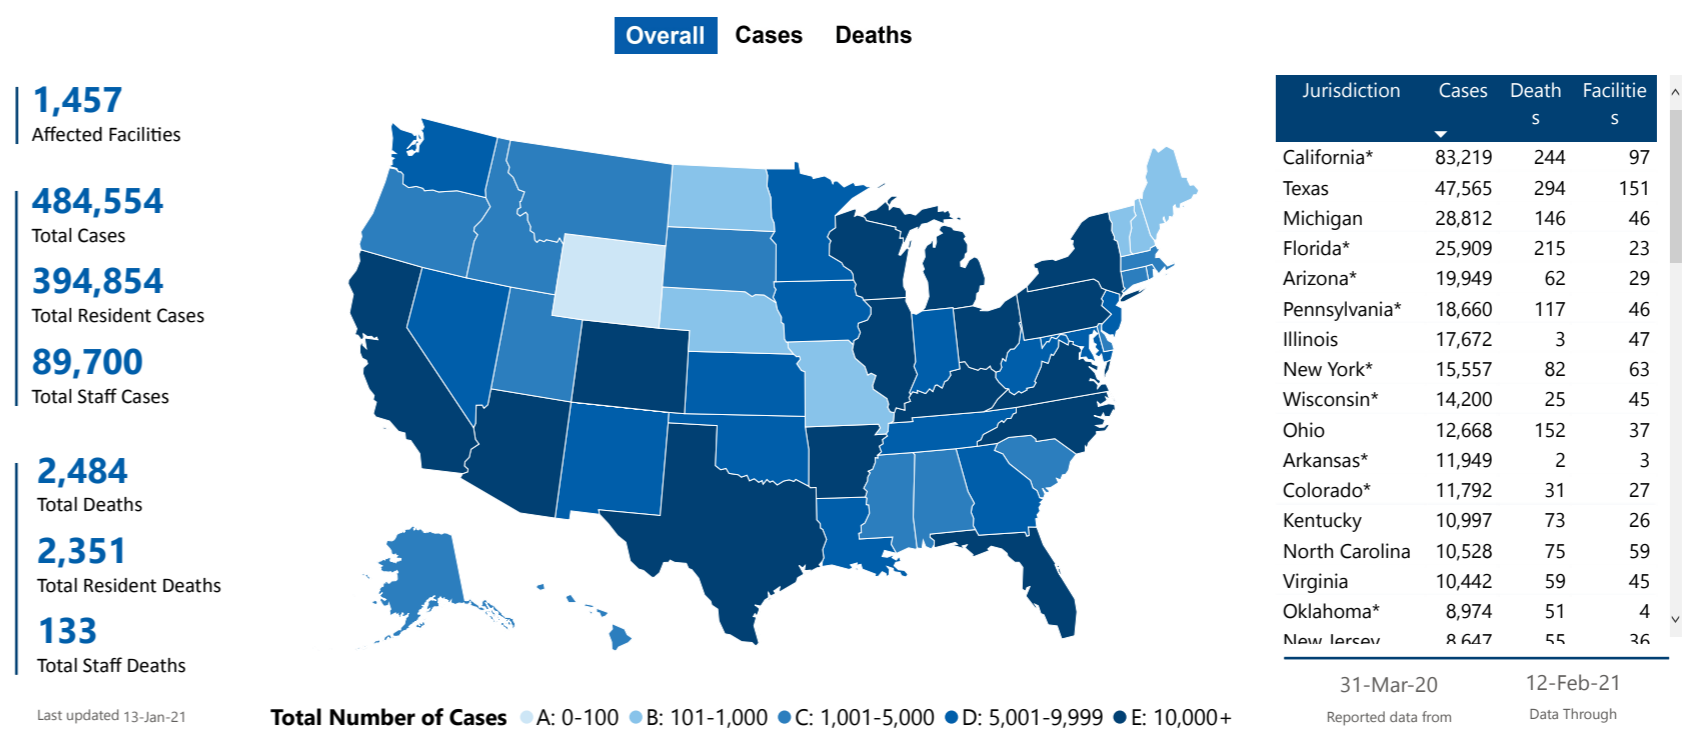 Overall Cases Deaths
1,457
Affected Facilities
484,554
Total Cases
394,854
Total Resident Cases
89,700
Total Staff Cases
2,484
Total Deaths
2,351
Total Resident Deaths
133
Total Staff Deaths
Last updated 13-Jan-21
Total Number of Cases A: 0-100 B: 101-1,000 C: 1,001-5,000 D: 5,001-9,999 E: 10,000+
Jurisdiction Cases Death Facilitie
s s
California* 83,219 244 97
Texas 47,565 294 151
Michigan 28,812 146 46
Florida* 25,909 215 23
Arizona* 19,949 62 29
Pennsylvania* 18,660 117 46
Illinois 17,672 3 47
New York* 15,557 82 63
Wisconsin* 14,200 25 45
Ohio 12,668 152 37
Arkansas* 11,949 2 3
Colorado* 11,792 31 27
Kentucky 10,997 73 26
North Carolina 10,528 75 59
Virginia 10,442 59 45
Oklahoma* 8,974 51 4
New Jersey 8,647 55 36
31-Mar-20 12-Feb-21
Reported data from Data Through